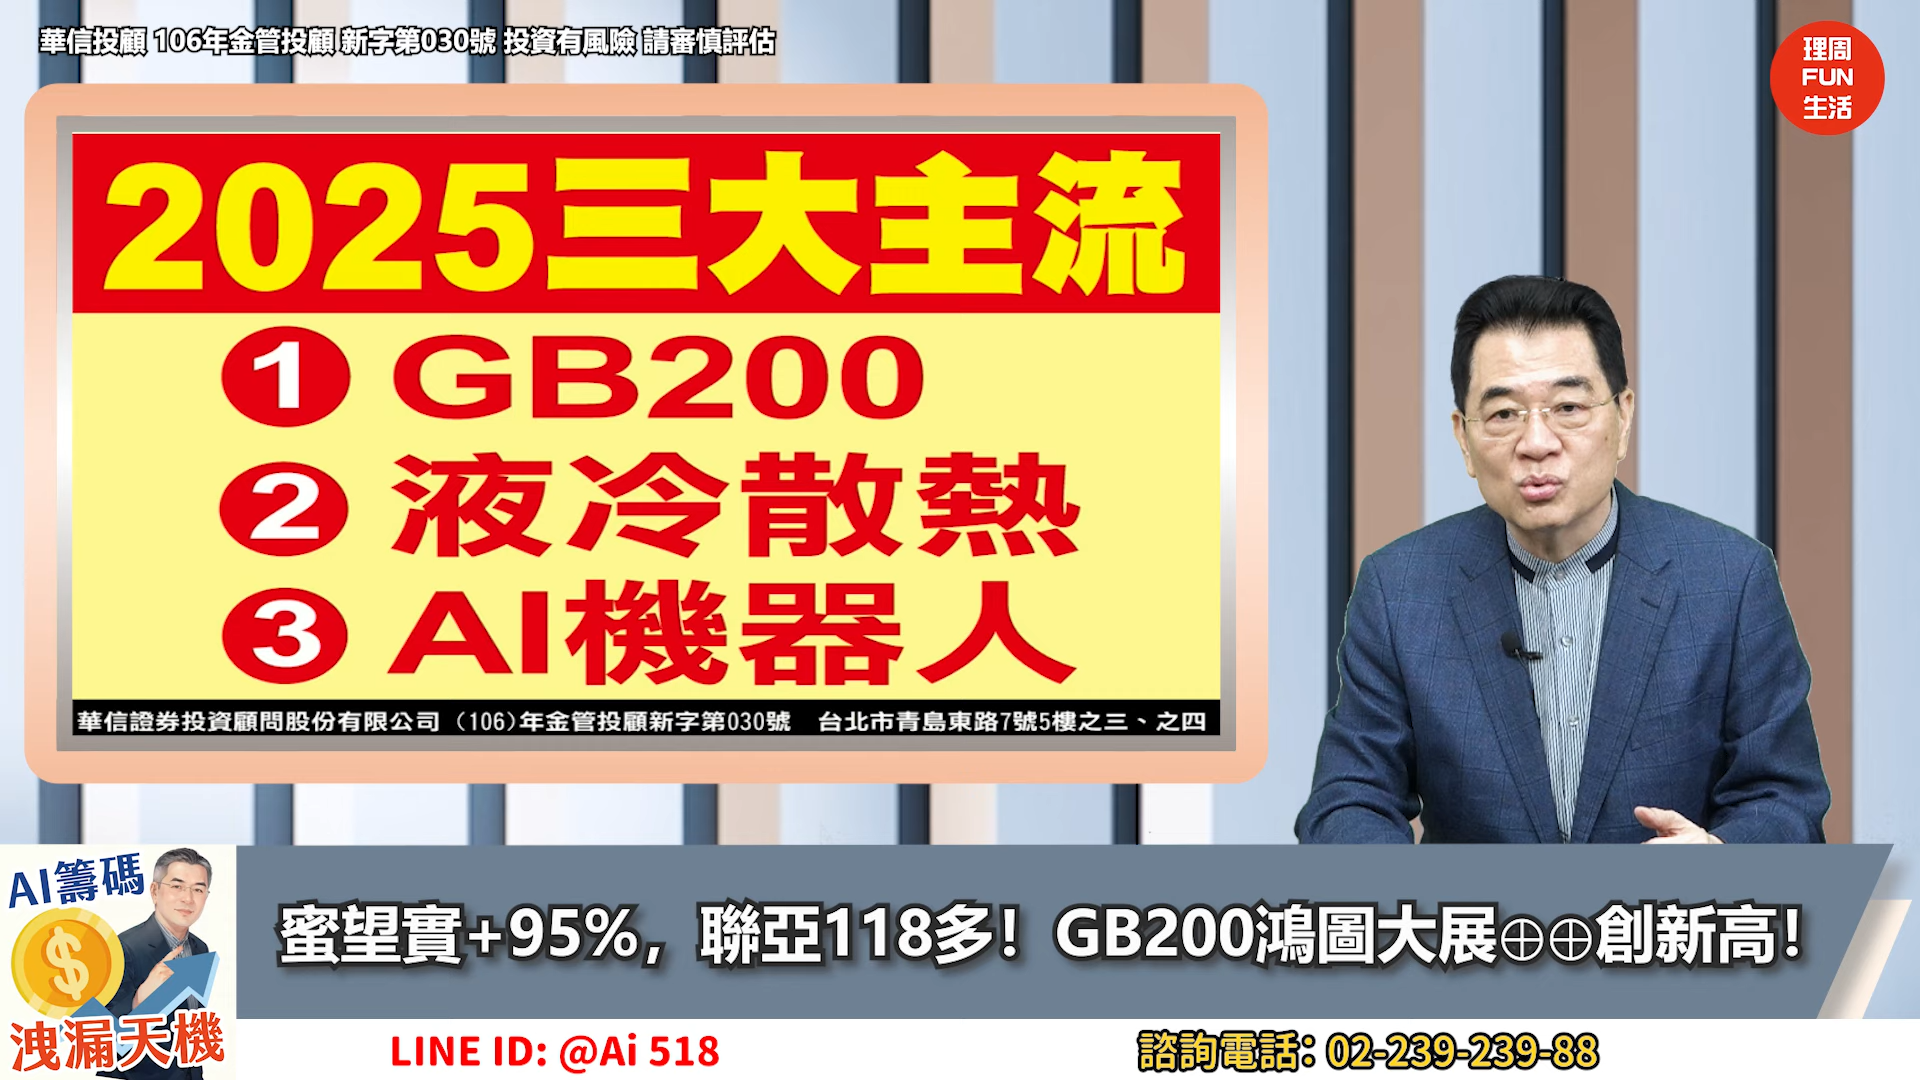 華信投顧 106年金管投顧 新字第030號 投資有風險 請審慎評估
理周
FUN
生活
2025三大主流
1 GB200
2 液冷散熱
3 AI機器人
華信證券投資顧問股份有限公司 (106)年金管投顧新字第030號 台北市青島東路7號5樓之三、之四
AI籌碼
$
洩漏天機
蜜望實+95%，聯亞118多！GB200鴻圖大展⊕⊕創新高！
LINE ID: @Ai 518
諮詢電話：02-239-239-88